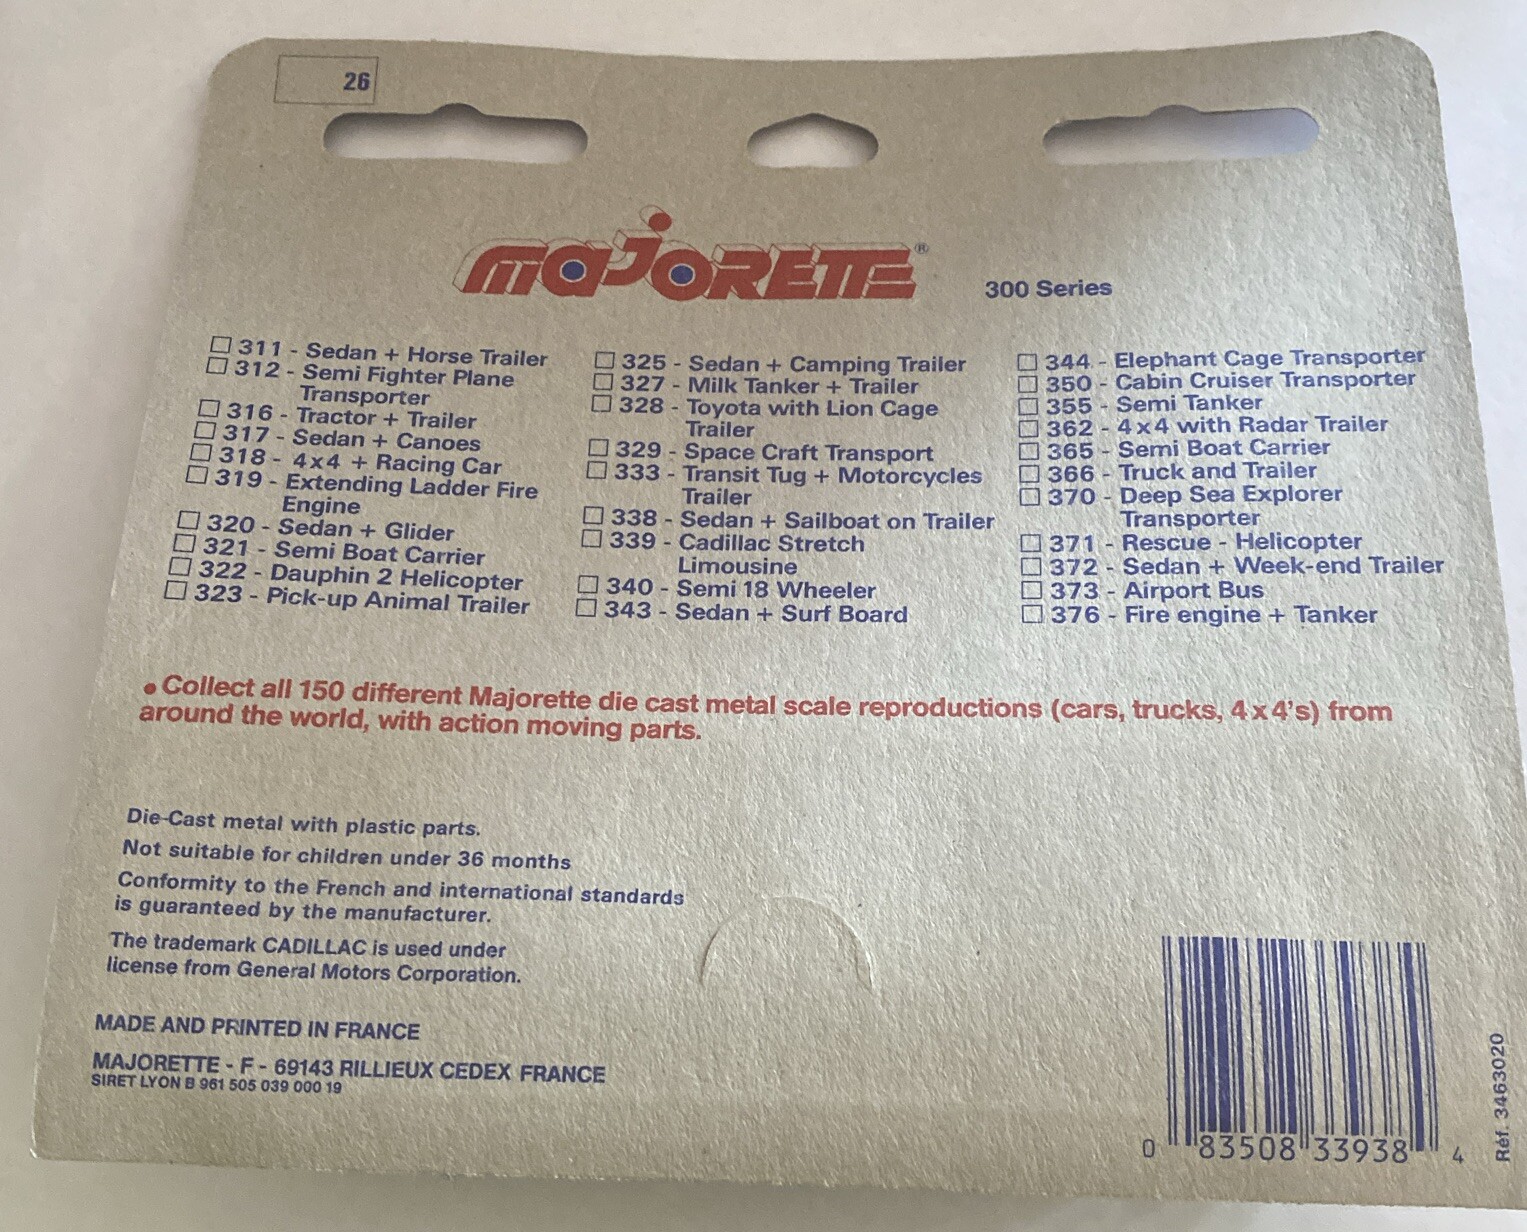 26
majoRETTE®
300 Series
311 - Sedan + Horse Trailer
312 - Semi Fighter Plane
Transporter
316 - Tractor + Trailer
317 - Sedan + Canoes
318 - 4x4 + Racing Car
319 - Extending Ladder Fire
Engine
320 - Sedan + Glider
321 - Semi Boat Carrier
322 - Dauphin 2 Helicopter
323 - Pick-up Animal Trailer
325 - Sedan + Camping Trailer
327 - Milk Tanker + Trailer
328 - Toyota with Lion Cage
Trailer
329 - Space Craft Transport
333 - Transit Tug + Motorcycles
Trailer
338 - Sedan + Sailboat on Trailer
339 - Cadillac Stretch
Limousine
340 - Semi 18 Wheeler
343 - Sedan + Surf Board
344 - Elephant Cage Transporter
350 - Cabin Cruiser Transporter
355 - Semi Tanker
362 - 4x4 with Radar Trailer
365 - Semi Boat Carrier
366 - Truck and Trailer
370 - Deep Sea Explorer
Transporter
371 - Rescue - Helicopter
372 - Sedan + Week-end Trailer
373 - Airport Bus
376 - Fire engine + Tanker
• Collect all 150 different Majorette die cast metal scale reproductions (cars, trucks, 4x4's) from
around the world, with action moving parts.
Die-Cast metal with plastic parts.
Not suitable for children under 36 months
Conformity to the French and international standards
is guaranteed by the manufacturer.
The trademark CADILLAC is used under
license from General Motors Corporation.
MADE AND PRINTED IN FRANCE
MAJORETTE - F - 69143 RILLIEUX CEDEX FRANCE
SIRET LYON B 961 505 039 000 19
0 83508 33938 4
Réf. 3463020